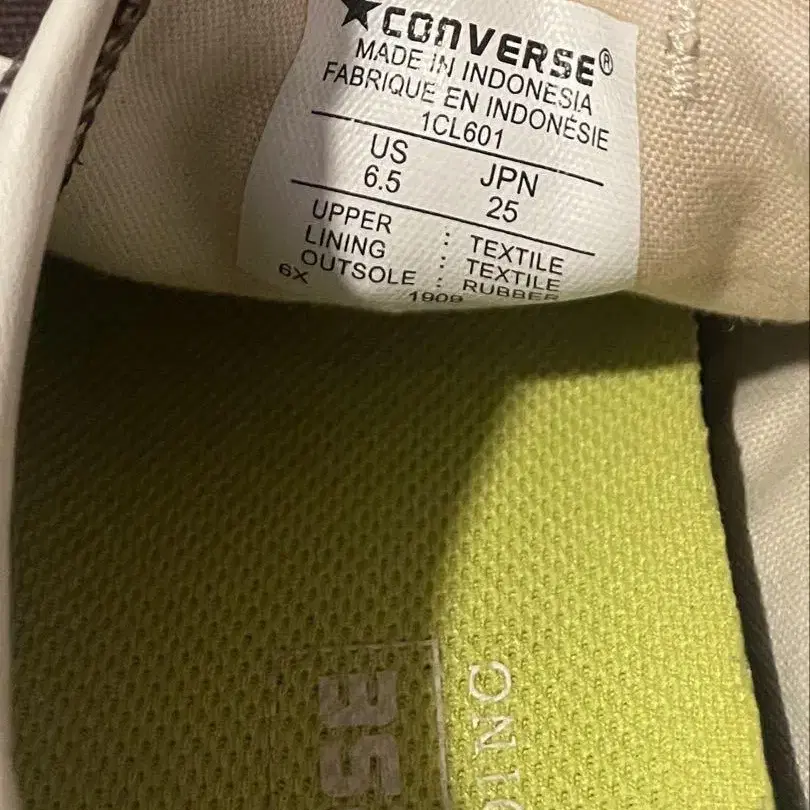 CONVERSE®
MADE IN INDONESIA
FABRIQUE EN INDONÉSIE
1CL601
US JPN
6.5 25
UPPER : TEXTILE
LINING : TEXTILE
OUTSOLE : RUBBER
6X 1909